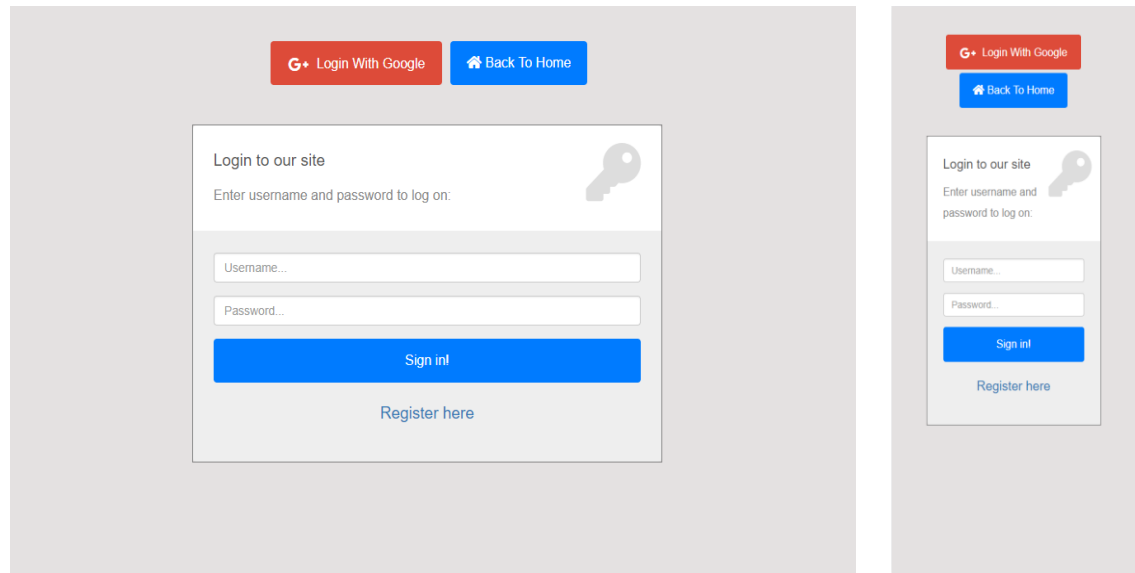 G+ Login With Google
Back To Home
Login to our site
Enter username and password to log on:
Username...
Password...
Sign in!
Register here
G+ Login With Google
Back To Home
Login to our site
Enter username and
password to log on:
Username...
Password...
Sign in!
Register here